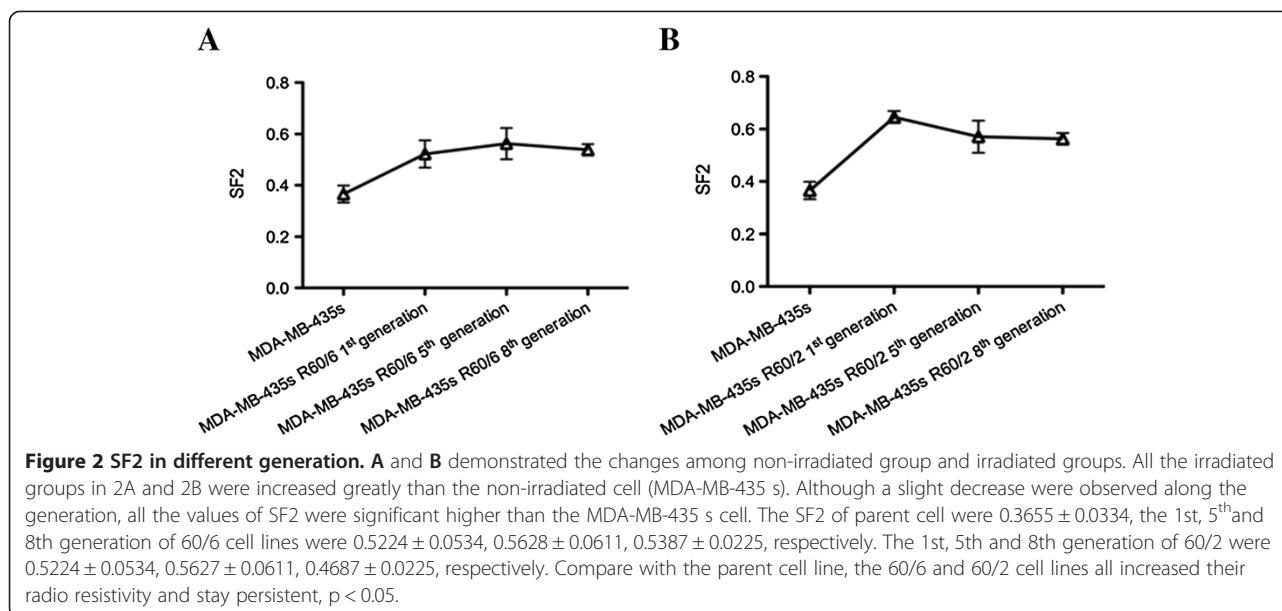 A
B
0.8
0.6
0.4
0.2
0.0
SF2
MDA-MB-435s
MDA-MB-435s R60/6 1st generation
MDA-MB-435s R60/6 5th generation
MDA-MB-435s R60/6 8th generation
0.8
0.6
0.4
0.2
0.0
SF2
MDA-MB-435s
MDA-MB-435s R60/2 1st generation
MDA-MB-435s R60/2 5th generation
MDA-MB-435s R60/2 8th generation
Figure 2 SF2 in different generation. A and B demonstrated the changes among non-irradiated group and irradiated groups. All the irradiated
groups in 2A and 2B were increased greatly than the non-irradiated cell (MDA-MB-435 s). Although a slight decrease were observed along the
generation, all the values of SF2 were significant higher than the MDA-MB-435 s cell. The SF2 of parent cell were 0.3655 ± 0.0334, the 1st, 5th and
8th generation of 60/6 cell lines were 0.5224 ± 0.0534, 0.5628 ± 0.0611, 0.5387 ± 0.0225, respectively. The 1st, 5th and 8th generation of 60/2 were
0.5224 ± 0.0534, 0.5627 ± 0.0611, 0.4687 ± 0.0225, respectively. Compare with the parent cell line, the 60/6 and 60/2 cell lines all increased their
radio resistivity and stay persistent, p < 0.05.